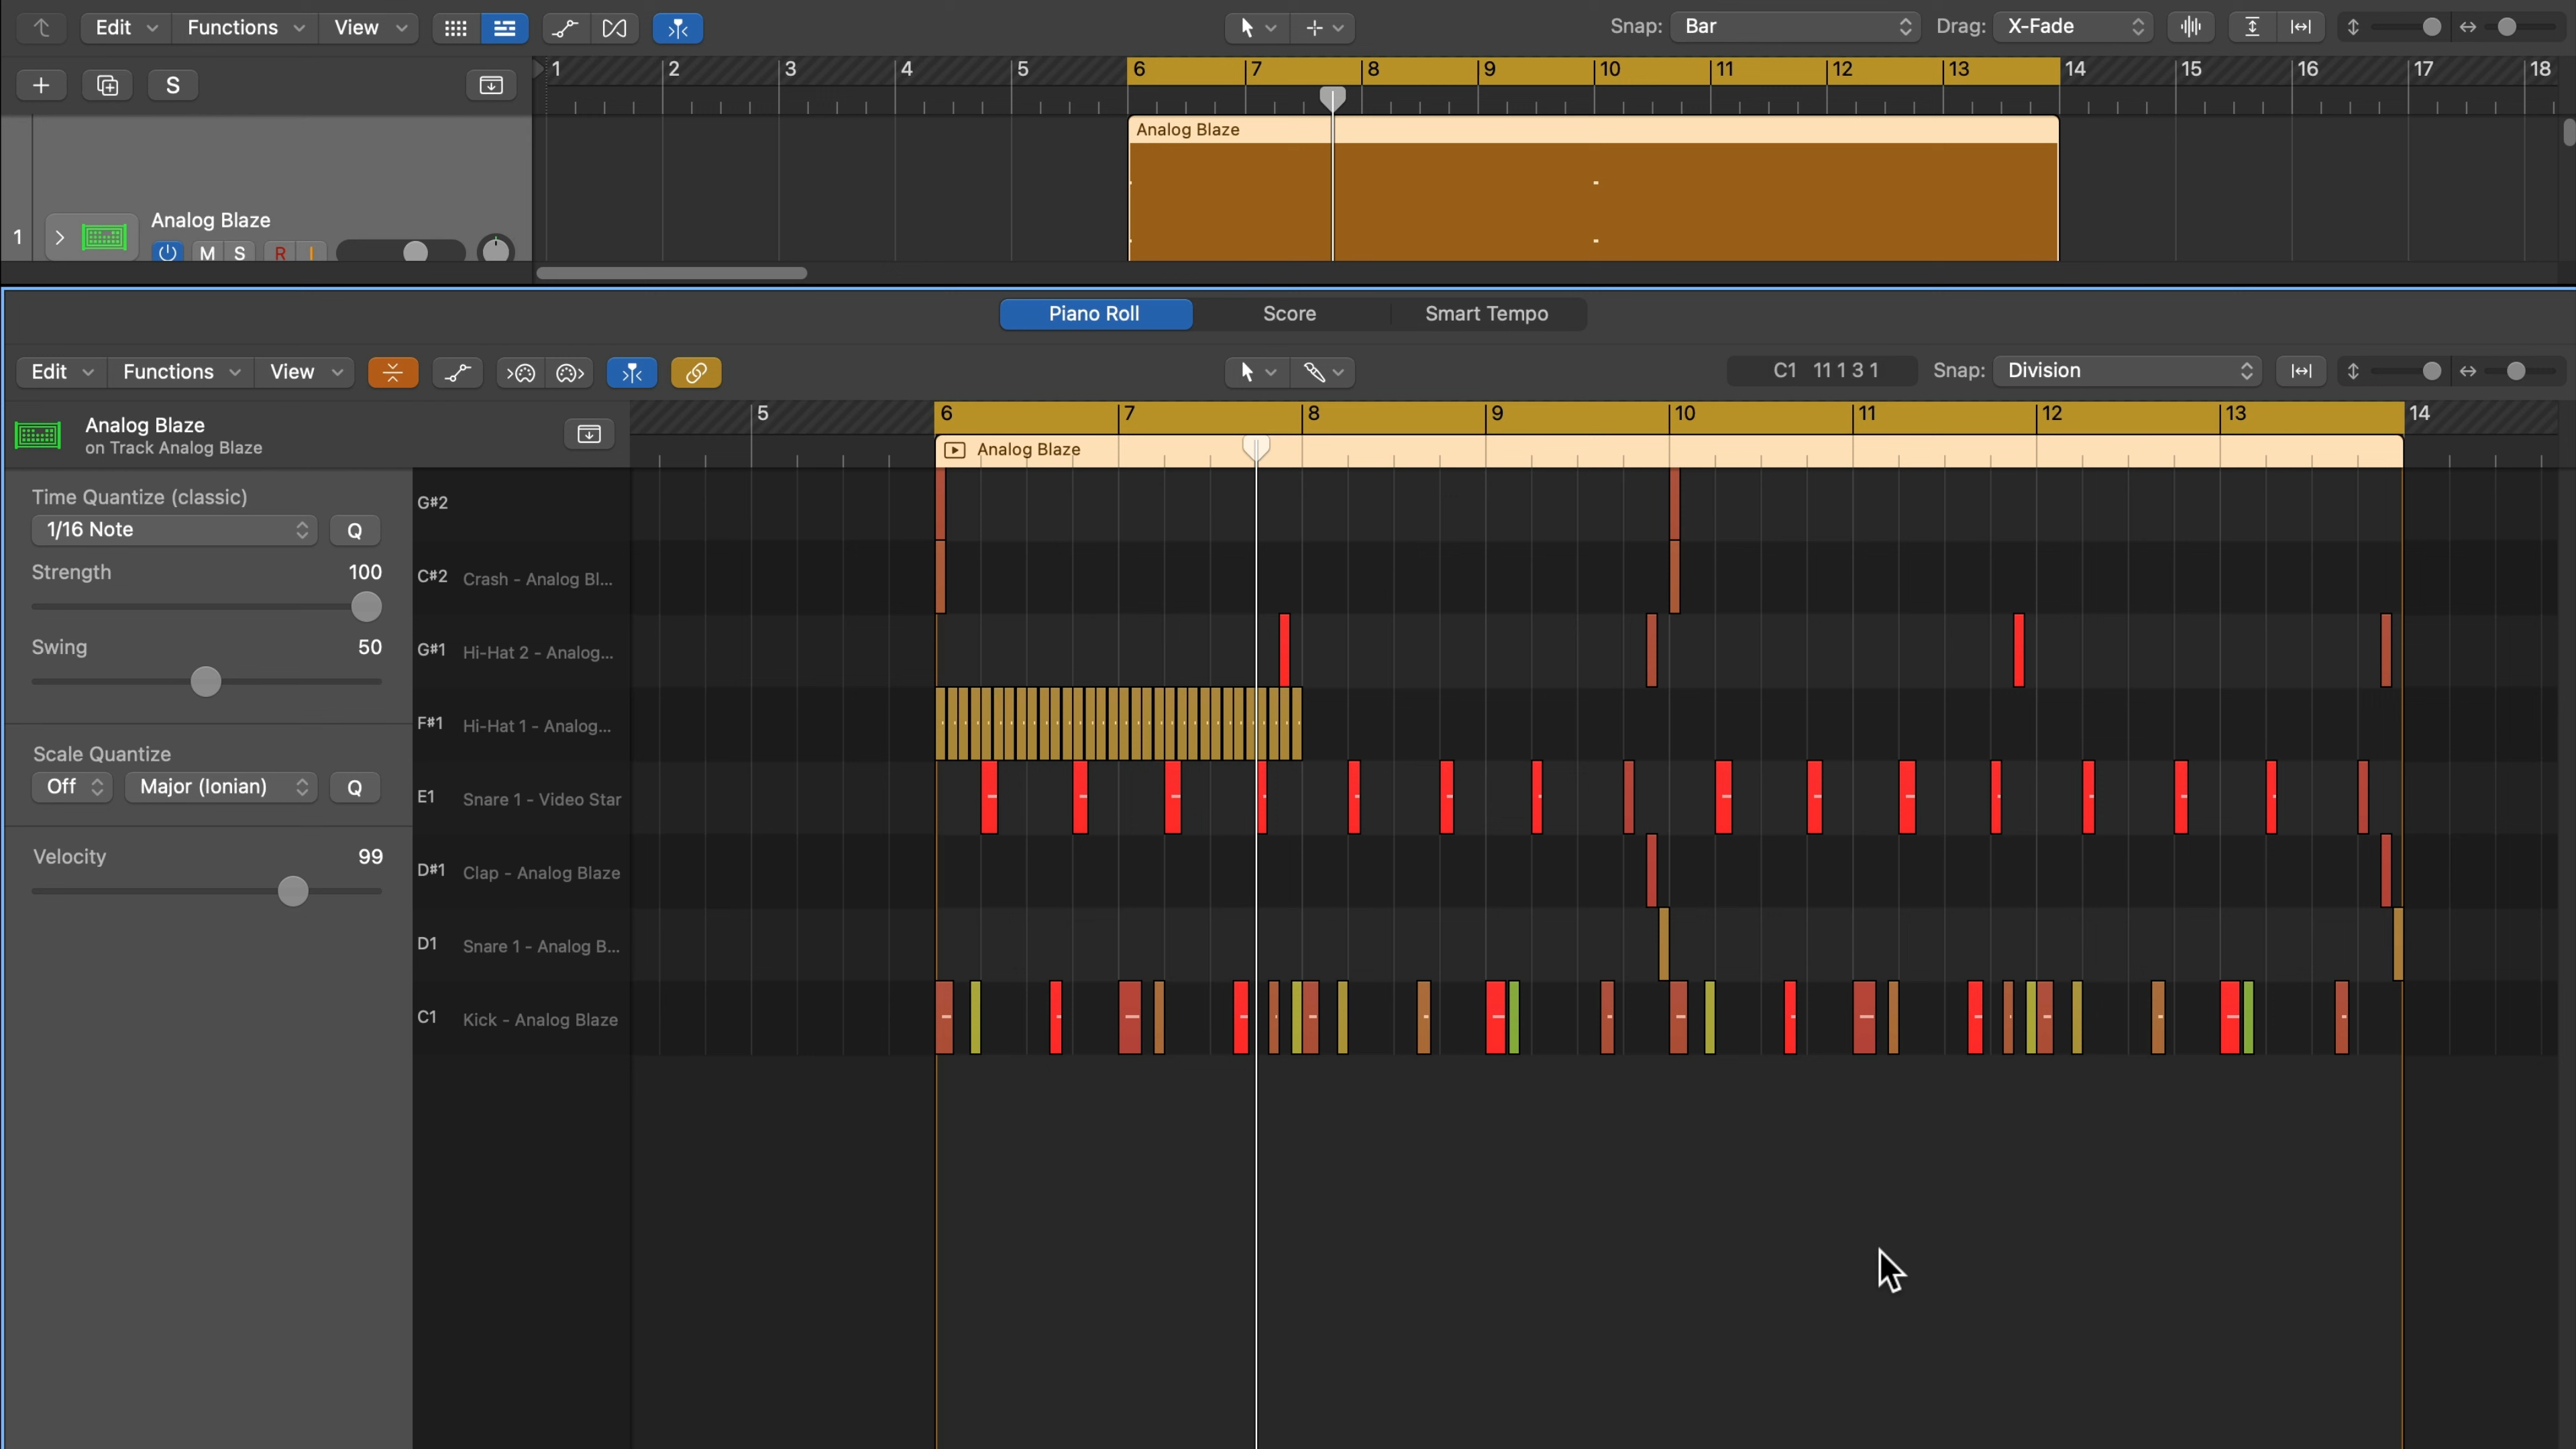 Edit Functions View Snap: Bar Drag: X-Fade
S 1 2 3 4 5 6 7 8 9 10 11 12 13 14 15 16 17 18
Analog Blaze
Analog Blaze
1 M S R I
Piano Roll Score Smart Tempo
Edit Functions View C1 11 1 3 1 Snap: Division
5 6 7 8 9 10 11 12 13 14
Analog Blaze
on Track Analog Blaze
Analog Blaze
Time Quantize (classic)
1/16 Note Q
Strength 100
Swing 50
Scale Quantize
Off Major (Ionian) Q
Velocity 99
G#2
C#2 Crash - Analog Bl...
G#1 Hi-Hat 2 - Analog...
F#1 Hi-Hat 1 - Analog...
E1 Snare 1 - Video Star
D#1 Clap - Analog Blaze
D1 Snare 1 - Analog B...
C1 Kick - Analog Blaze